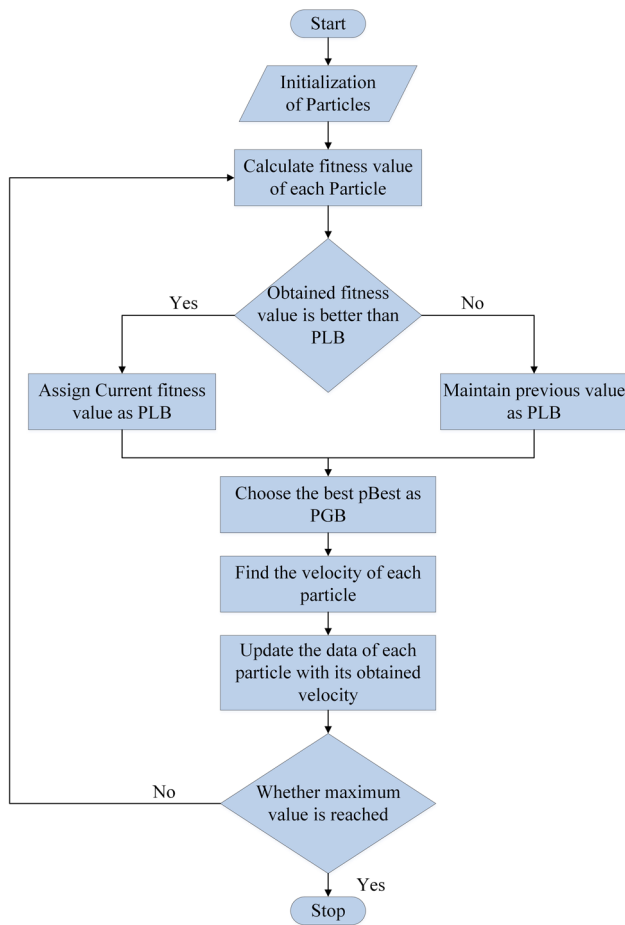 Start
Initialization
of Particles
Calculate fitness value
of each Particle
Obtained fitness
value is better than
PLB
Yes
No
Assign Current fitness
value as PLB
Maintain previous value
as PLB
Choose the best pBest as
PGB
Find the velocity of each
particle
Update the data of each
particle with its obtained
velocity
Whether maximum
value is reached
No
Yes
Stop